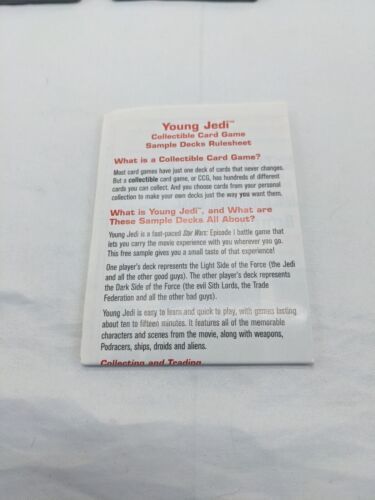 Young Jedi™
Collectible Card Game
Sample Decks Rulesheet
What is a Collectible Card Game?
Most card games have just one deck of cards that never changes.
But a collectible card game, or CCG, has hundreds of different
cards you can collect. And you choose cards from your personal
collection to make your own decks just the way you want them.
What is Young Jedi™, and What are
These Sample Decks All About?
Young Jedi is a fast-paced Star Wars: Episode I battle game that
lets you carry the movie experience with you wherever you go.
This free sample gives you a small taste of that experience!
One player's deck represents the Light Side of the Force (the Jedi
and all the other good guys). The other player's deck represents
the Dark Side of the Force (the evil Sith Lords, the Trade
Federation and all the other bad guys).
Young Jedi is easy to learn and quick to play, with games lasting
about ten to fifteen minutes. It features all of the memorable
characters and scenes from the movie, along with weapons,
Podracers, ships, droids and aliens.
Collecting and Trading